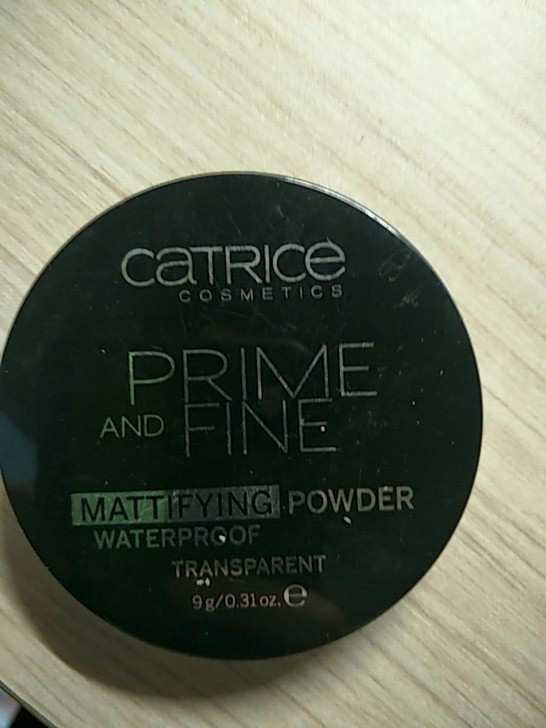 CATRICE
COSMETICS
PRIME
AND FINE
MATTIFYING POWDER
WATERPROOF
TRANSPARENT
9g/0.31oz. e